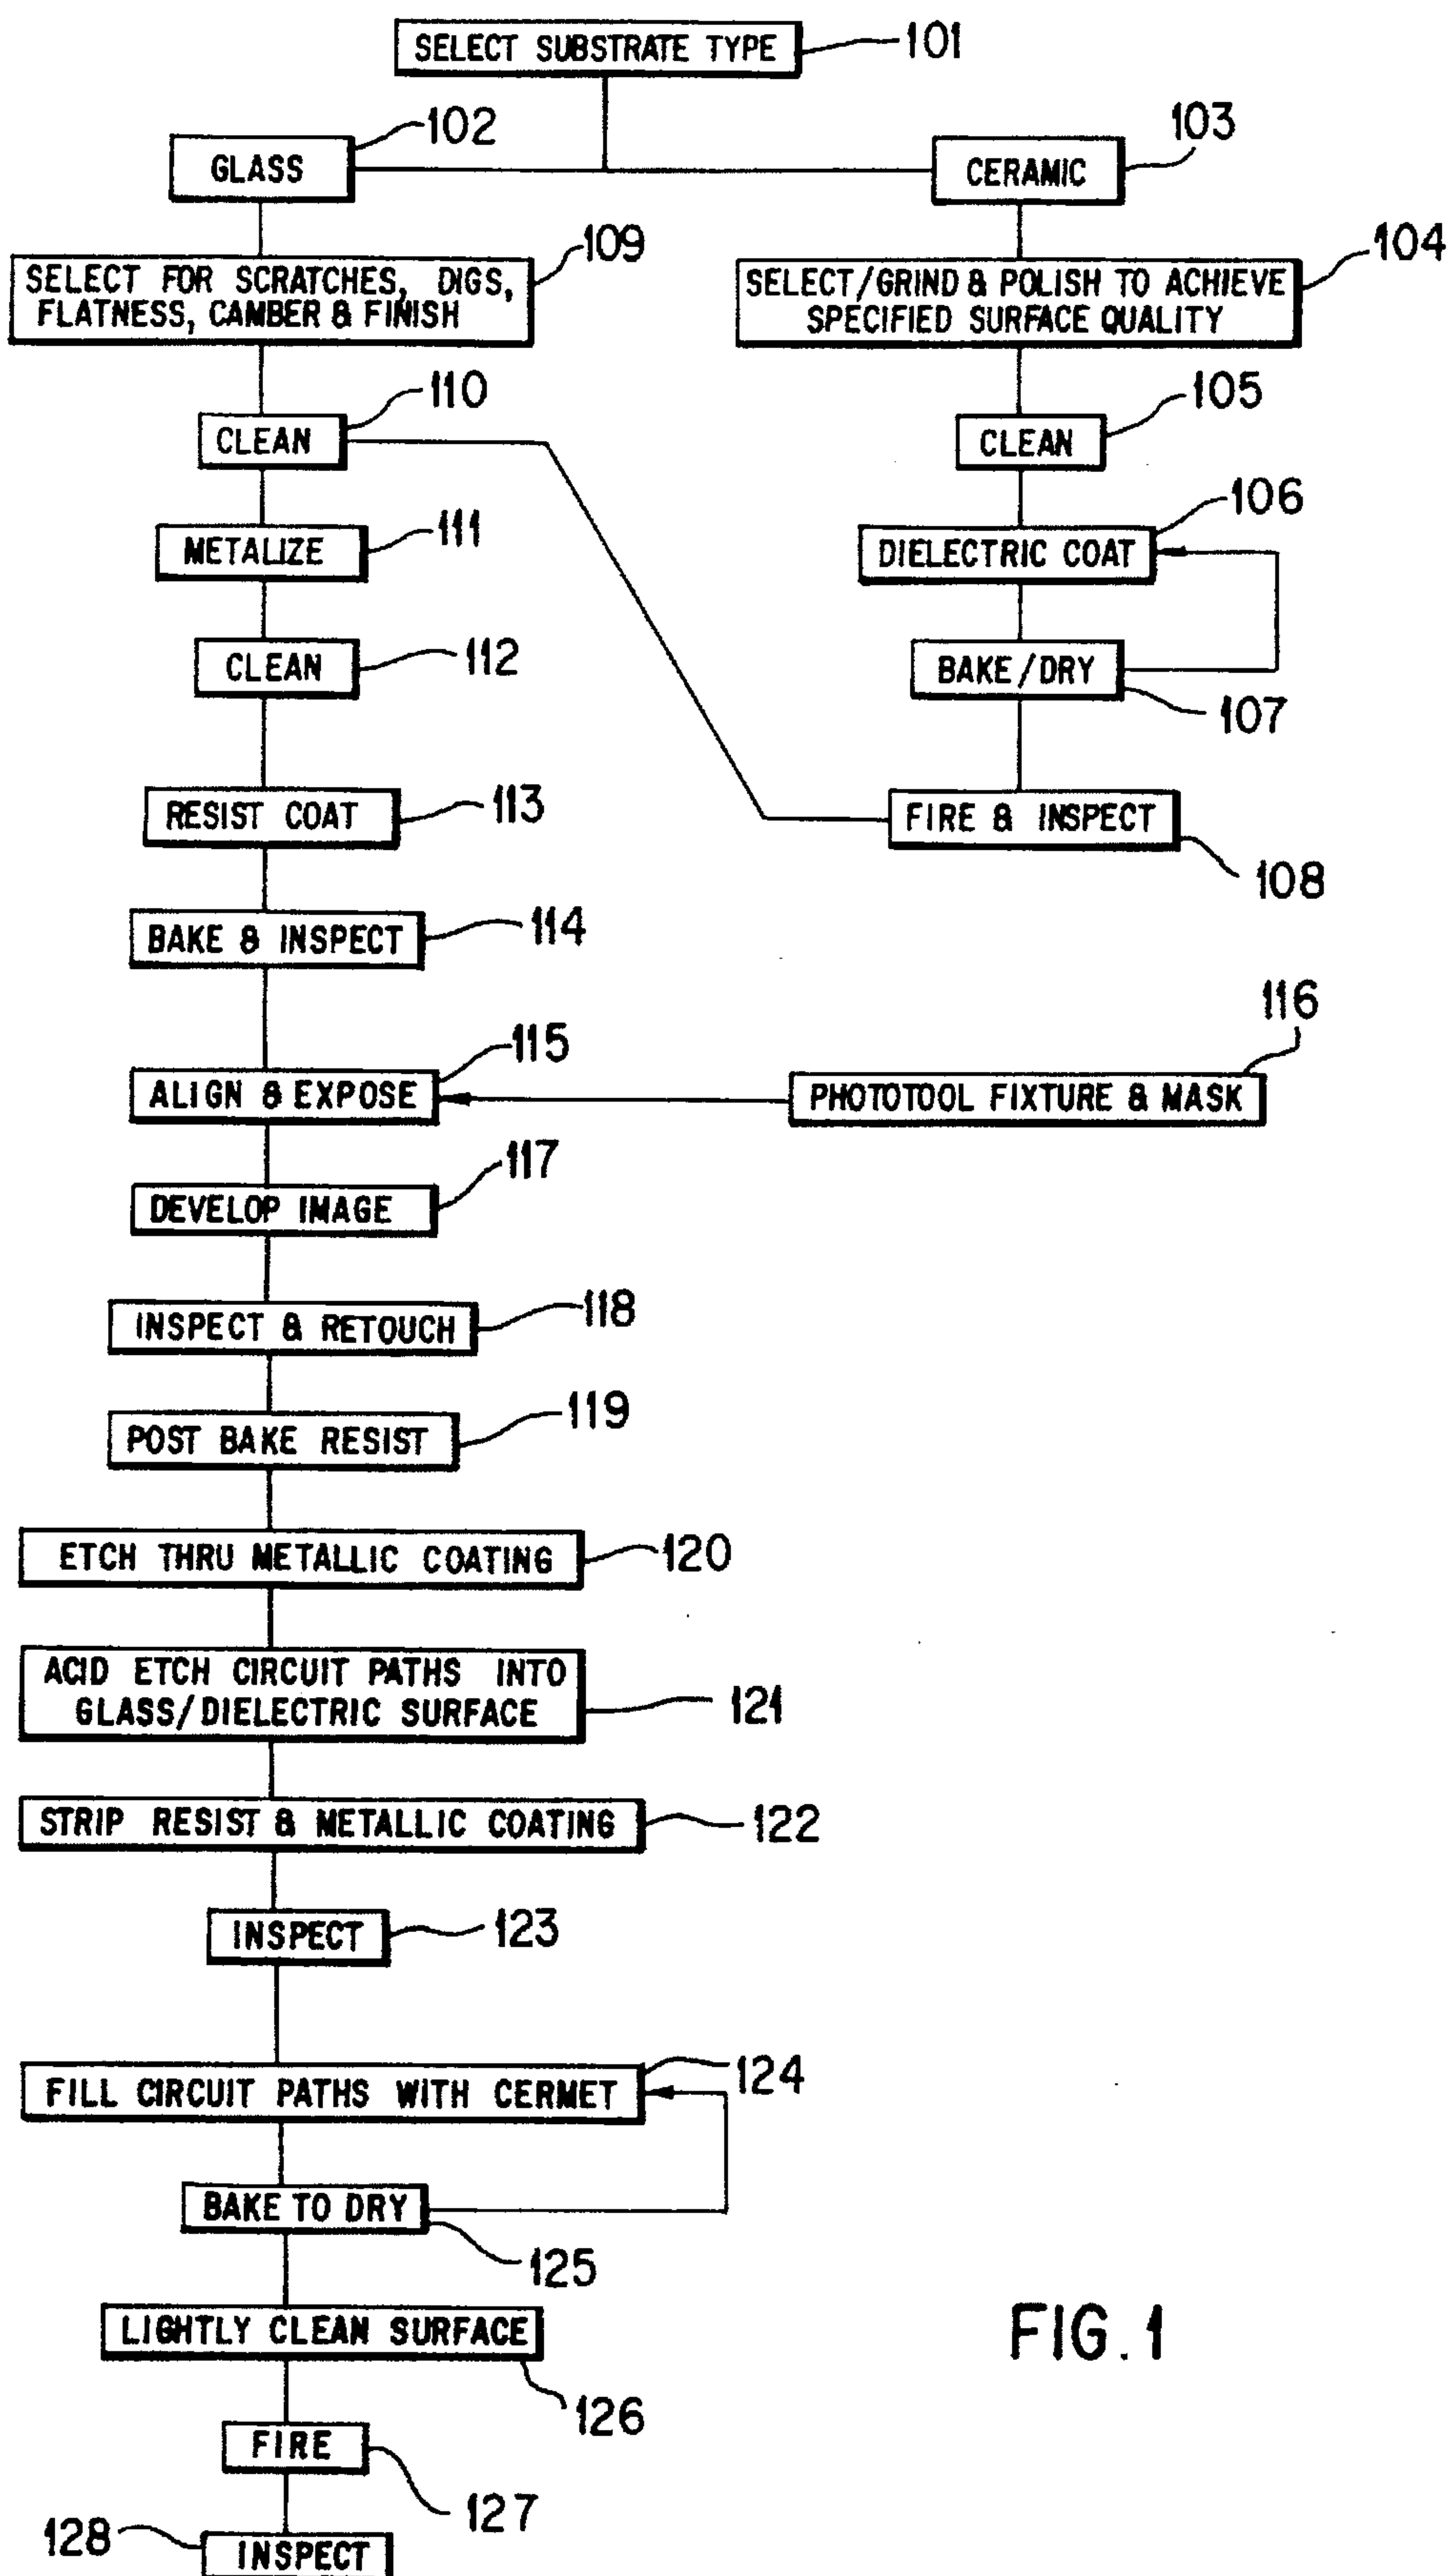 SELECT SUBSTRATE TYPE
101
GLASS
102
CERAMIC
103
SELECT FOR SCRATCHES, DIGS,
FLATNESS, CAMBER & FINISH
109
SELECT/GRIND & POLISH TO ACHIEVE
SPECIFIED SURFACE QUALITY
104
CLEAN
110
CLEAN
105
METALIZE
111
DIELECTRIC COAT
106
CLEAN
112
BAKE/DRY
107
RESIST COAT
113
FIRE & INSPECT
108
BAKE & INSPECT
114
ALIGN & EXPOSE
115
PHOTOTOOL FIXTURE & MASK
116
DEVELOP IMAGE
117
INSPECT & RETOUCH
118
POST BAKE RESIST
119
ETCH THRU METALLIC COATING
120
ACID ETCH CIRCUIT PATHS INTO
GLASS/DIELECTRIC SURFACE
121
STRIP RESIST & METALLIC COATING
122
INSPECT
123
FILL CIRCUIT PATHS WITH CERMET
124
BAKE TO DRY
125
LIGHTLY CLEAN SURFACE
126
FIRE
127
128
INSPECT
FIG. 1